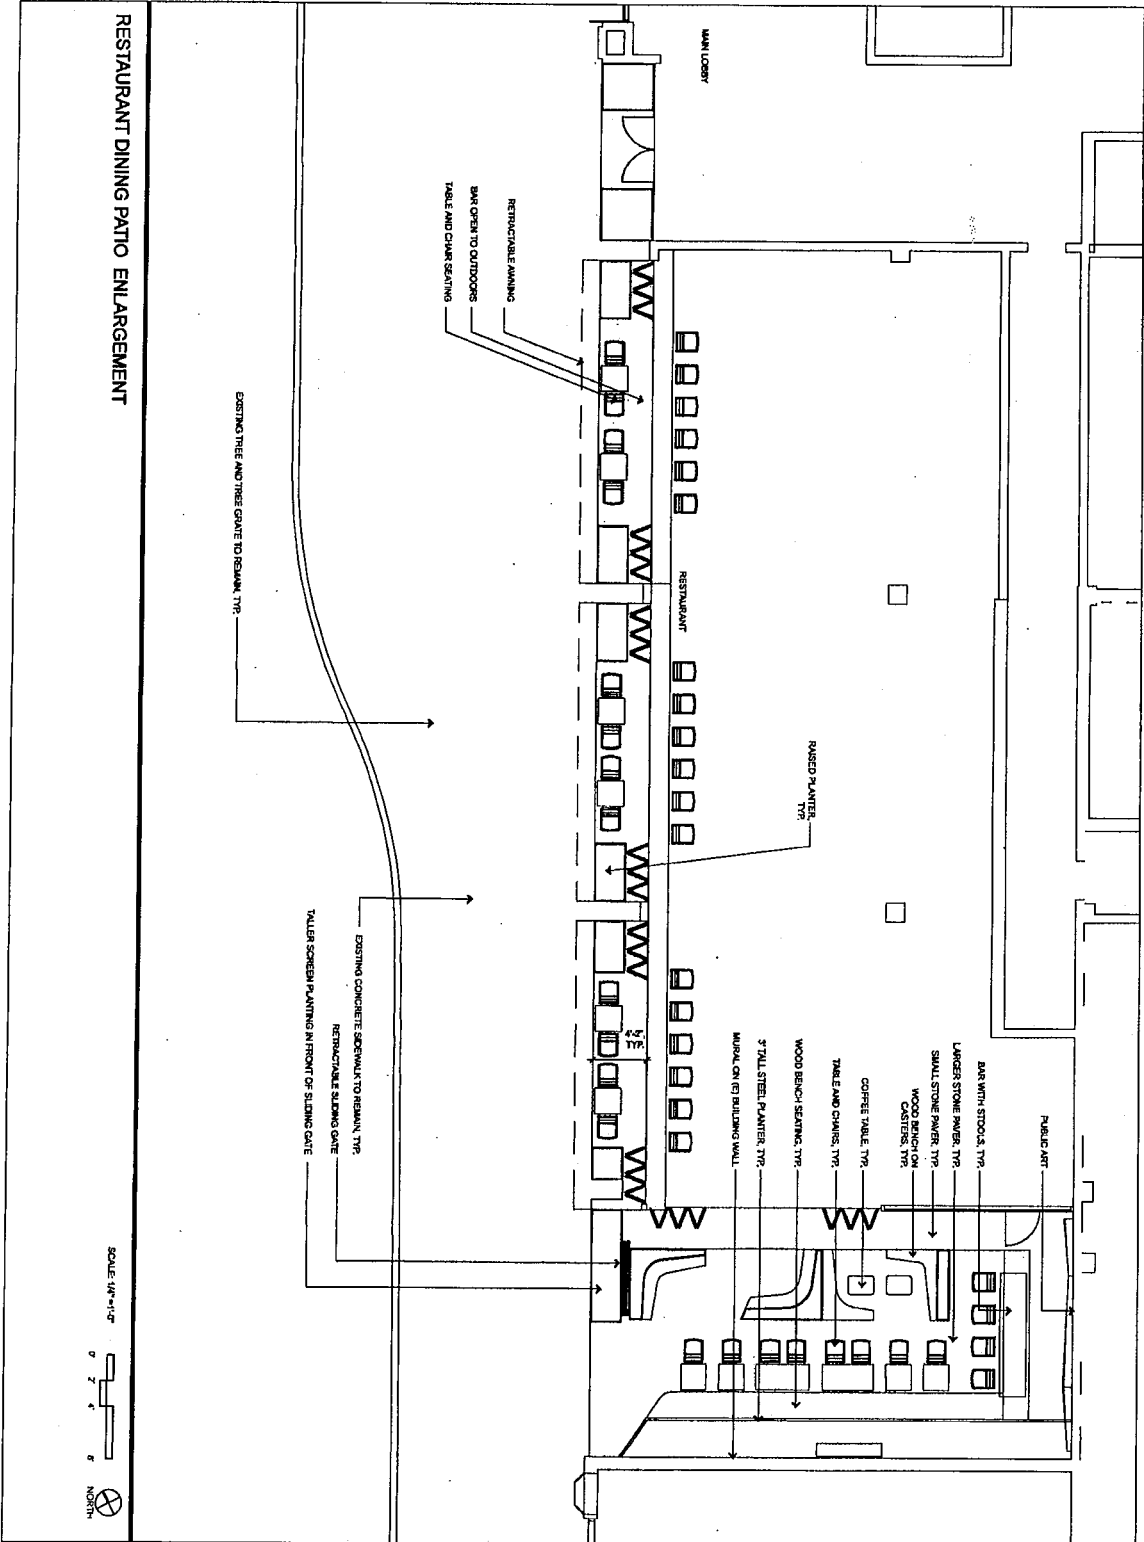 MAIN LOBBY
RETRACTABLE AWNING
BAR OPEN TO OUTDOORS
TABLE AND CHAIR SEATING
RESTAURANT
RAISED PLANTER,
TYP.
4'-2",
TYP.
PUBLIC ART
BAR WITH STOOLS, TYP.
LARGER STONE PAVER, TYP.
SMALL STONE PAVER, TYP.
WOOD BENCH ON
CASTERS, TYP.
COFFEE TABLE, TYP.
TABLE AND CHAIRS, TYP.
WOOD BENCH SEATING, TYP.
3' TALL STEEL PLANTER, TYP.
MURAL ON (E) BUILDING WALL
EXISTING TREE AND TREE GRATE TO REMAIN, TYP.
EXISTING CONCRETE SIDEWALK TO REMAIN, TYP.
RETRACTABLE SLIDING GATE
TALLER SCREEN PLANTING IN FRONT OF SLIDING GATE
RESTAURANT DINING PATIO ENLARGEMENT
SCALE: 1/4"=1'-0"
0' 2' 4' 8'
NORTH